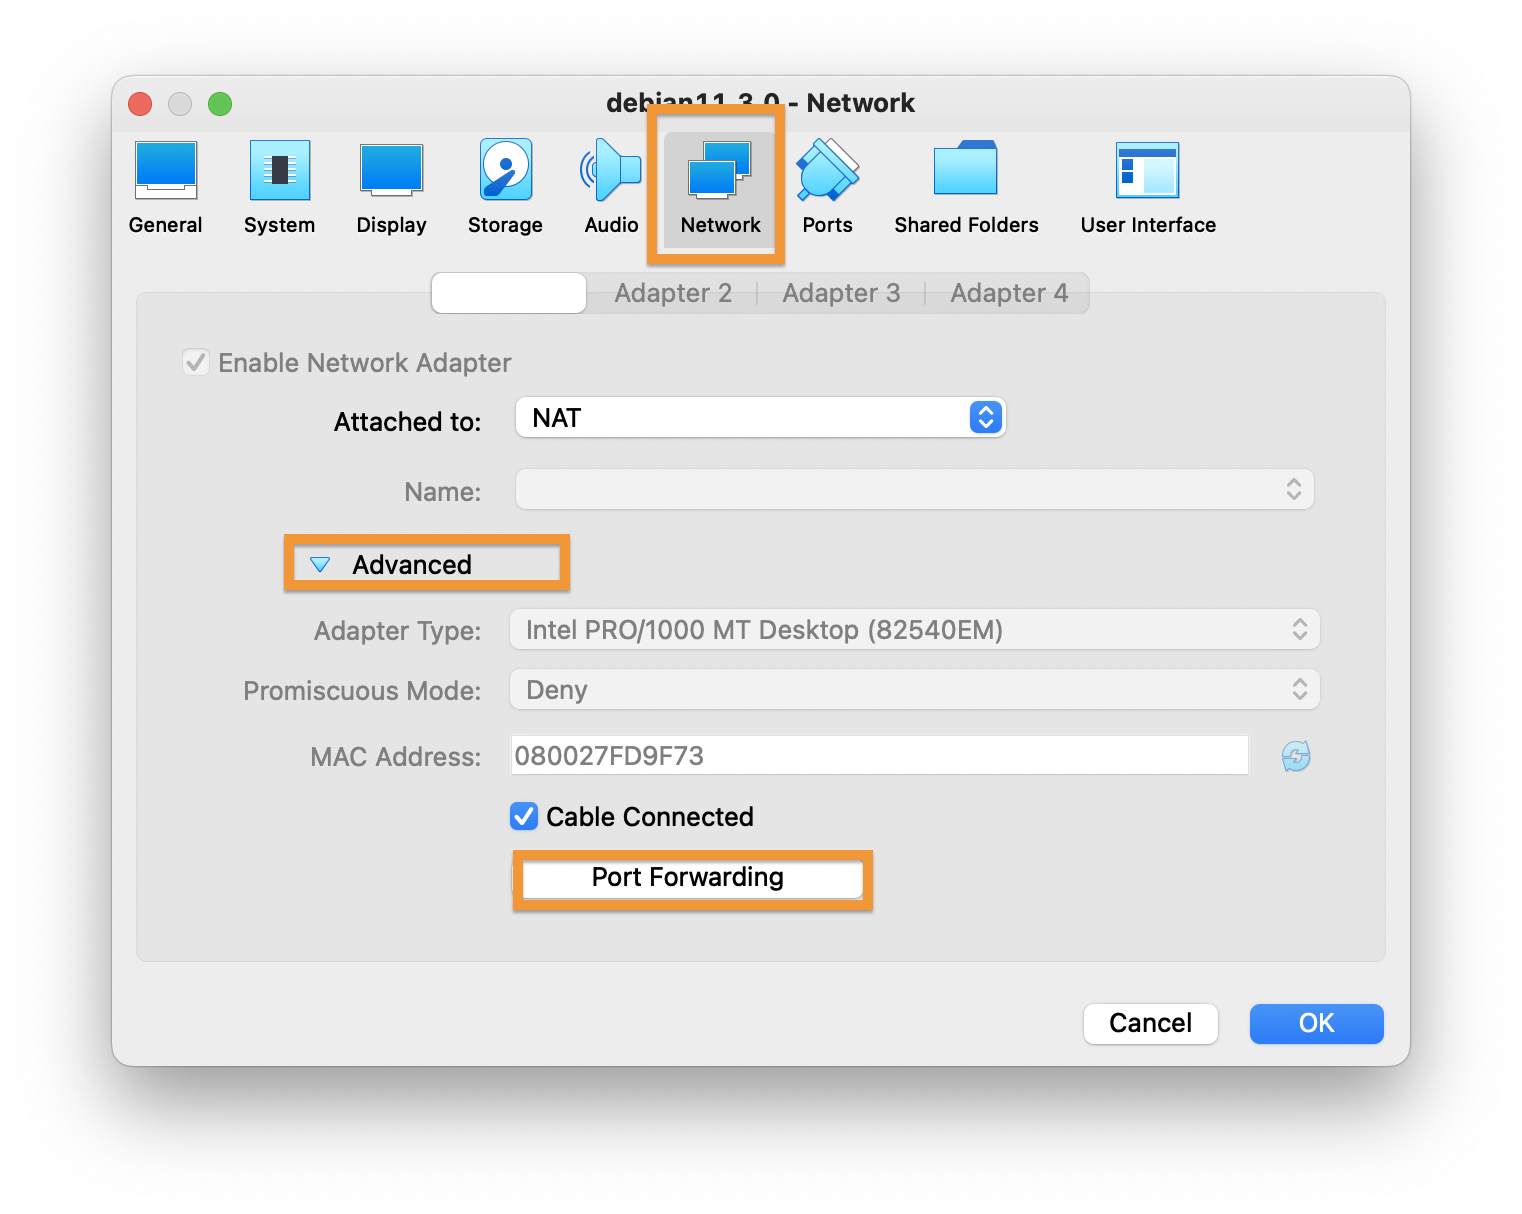 debian11.3.0 - Network
General System Display Storage Audio Network Ports Shared Folders User Interface
Adapter 2 Adapter 3 Adapter 4
Enable Network Adapter
Attached to: NAT
Name:
Advanced
Adapter Type: Intel PRO/1000 MT Desktop (82540EM)
Promiscuous Mode: Deny
MAC Address: 080027FD9F73
Cable Connected
Port Forwarding
Cancel OK